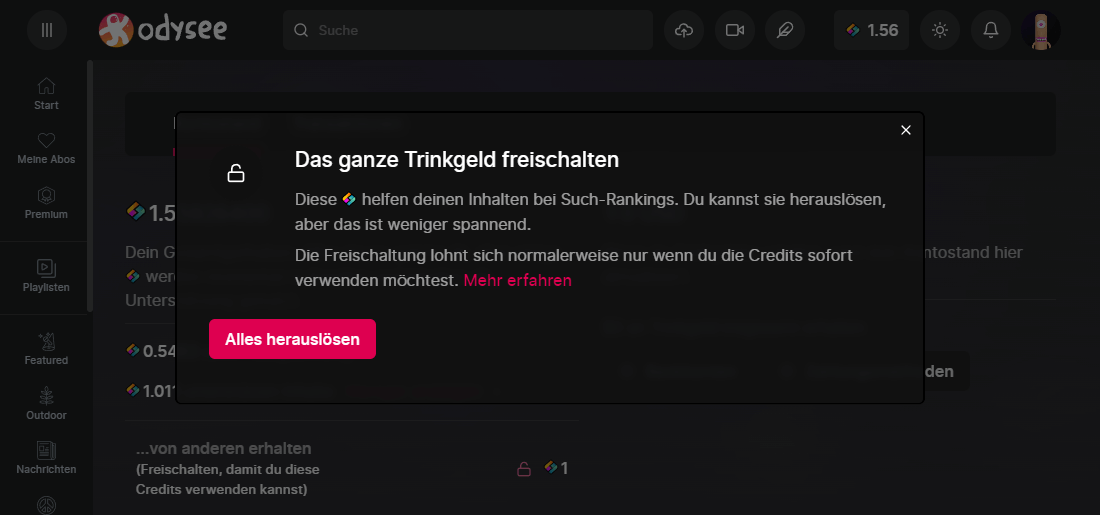 odysee
Suche
1.56
Start
Meine Abos
Premium
Playlisten
Featured
Outdoor
Nachrichten
Das ganze Trinkgeld freischalten
Diese helfen deinen Inhalten bei Such-Rankings. Du kannst sie herauslösen,
aber das ist weniger spannend.
Die Freischaltung lohnt sich normalerweise nur wenn du die Credits sofort
verwenden möchtest. Mehr erfahren
Alles herauslösen
1.5
Dein G
ntostand hier
wer
Unters
0.54
1.011
den
...von anderen erhalten
(Freischalten, damit du diese
Credits verwenden kannst)
1